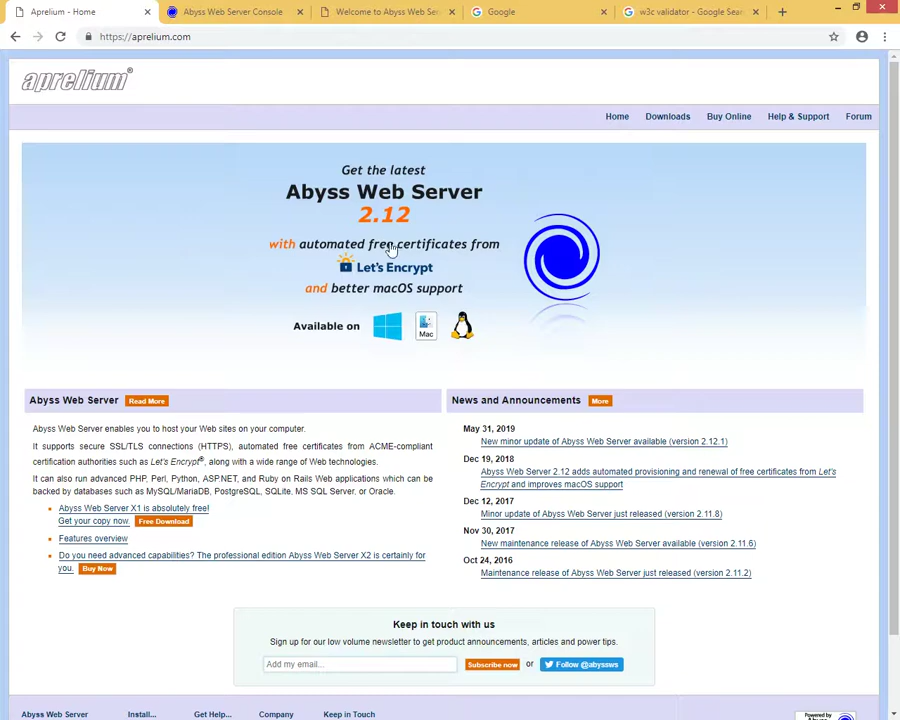 Aprelium - Home
Abyss Web Server Console
Welcome to Abyss Web Ser
Google
w3c validator - Google Sea
https://aprelium.com
aprelium®
Home Downloads Buy Online Help & Support Forum
Get the latest
Abyss Web Server
2.12
with automated free certificates from
Let's Encrypt
and better macOS support
Available on
Mac
Abyss Web Server Read More
Abyss Web Server enables you to host your Web sites on your computer.
It supports secure SSL/TLS connections (HTTPS), automated free certificates from ACME-compliant
certification authorities such as Let's Encrypt®, along with a wide range of Web technologies.
It can also run advanced PHP, Perl, Python, ASP.NET, and Ruby on Rails Web applications which can be
backed by databases such as MySQL/MariaDB, PostgreSQL, SQLite, MS SQL Server, or Oracle.
Abyss Web Server X1 is absolutely free!
Get your copy now. Free Download
Features overview
Do you need advanced capabilities? The professional edition Abyss Web Server X2 is certainly for
you. Buy Now
News and Announcements More
May 31, 2019
New minor update of Abyss Web Server available (version 2.12.1)
Dec 19, 2018
Abyss Web Server 2.12 adds automated provisioning and renewal of free certificates from Let's
Encrypt and improves macOS support
Dec 12, 2017
Minor update of Abyss Web Server just released (version 2.11.8)
Nov 30, 2017
New maintenance release of Abyss Web Server available (version 2.11.6)
Oct 24, 2016
Maintenance release of Abyss Web Server just released (version 2.11.2)
Keep in touch with us
Sign up for our low volume newsletter to get product announcements, articles and power tips.
Add my email... Subscribe now or Follow @abyssws
Abyss Web Server Install... Get Help... Company Keep in Touch
Powered by